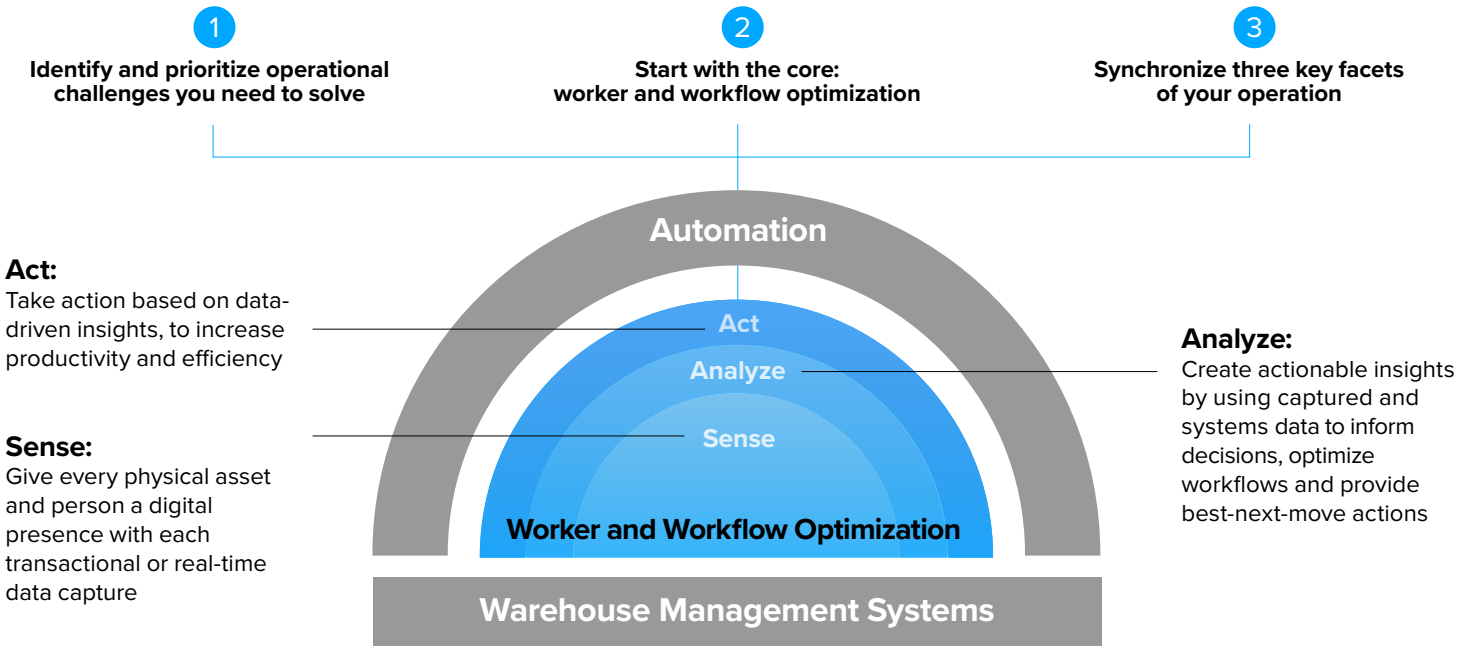 1
Identify and prioritize operational
challenges you need to solve
2
Start with the core:
worker and workflow optimization
3
Synchronize three key facets
of your operation
Automation
Act:
Take action based on data-
driven insights, to increase
productivity and efficiency
Sense:
Give every physical asset
and person a digital
presence with each
transactional or real-time
data capture
Act
Analyze
Sense
Worker and Workflow Optimization
Warehouse Management Systems
Analyze:
Create actionable insights
by using captured and
systems data to inform
decisions, optimize
workflows and provide
best-next-move actions